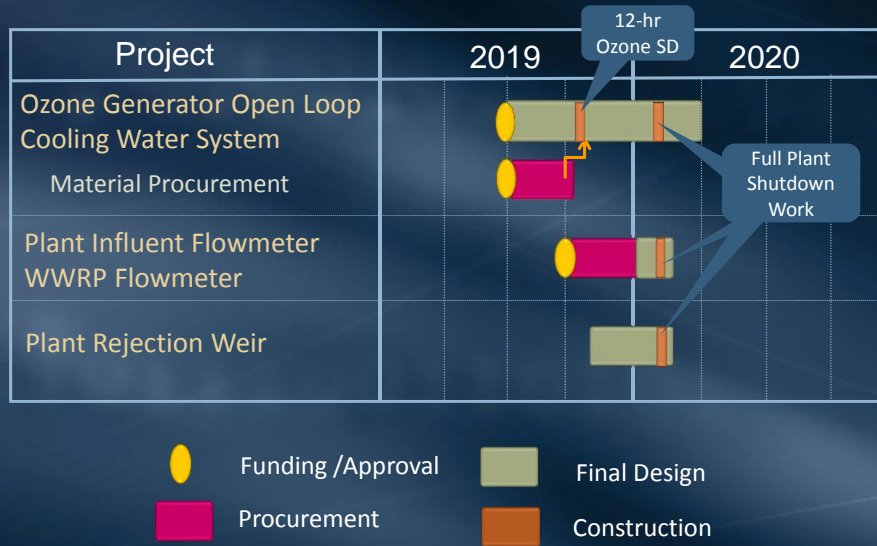 12-hr
Ozone SD
Project
2019
2020
Ozone Generator Open Loop
Cooling Water System
Material Procurement
Full Plant
Shutdown
Work
Plant Influent Flowmeter
WWRP Flowmeter
Plant Rejection Weir
Funding /Approval
Final Design
Procurement
Construction